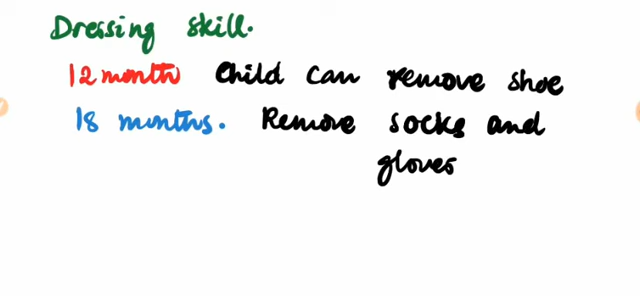 Dressing skill.
12 month Child can remove shoe
18 months. Remove socks and
gloves